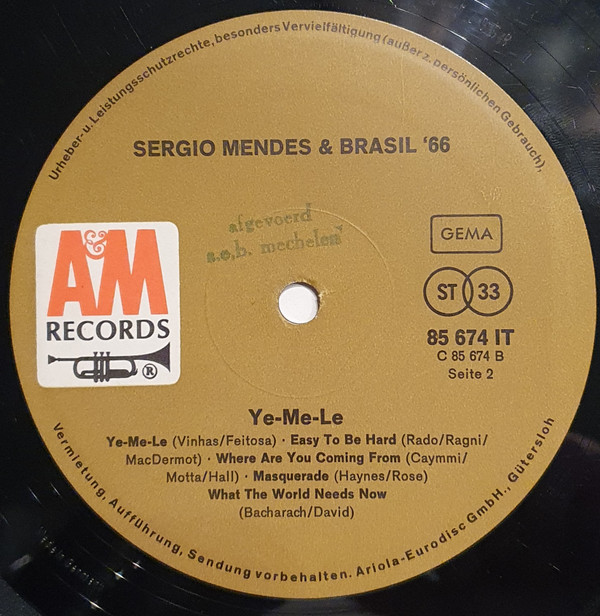 Urheber- u. Leistungsschutzrechte, besonders Vervielfältigung (außer z. persönlichen Gebrauch),
SERGIO MENDES & BRASIL '66
afgevoerd
s.o.b. mechelen
GEMA
A&M
RECORDS
®
ST 33
85 674 IT
C 85 674 B
Seite 2
Ye-Me-Le
Ye-Me-Le (Vinhas/Feitosa) · Easy To Be Hard (Rado/Ragni/
MacDermot) · Where Are You Coming From (Caymmi/
Motta/Hall) · Masquerade (Haynes/Rose)
What The World Needs Now
(Bacharach/David)
Vermietung, Aufführung, Sendung vorbehalten. Ariola-Eurodisc GmbH., Gütersloh